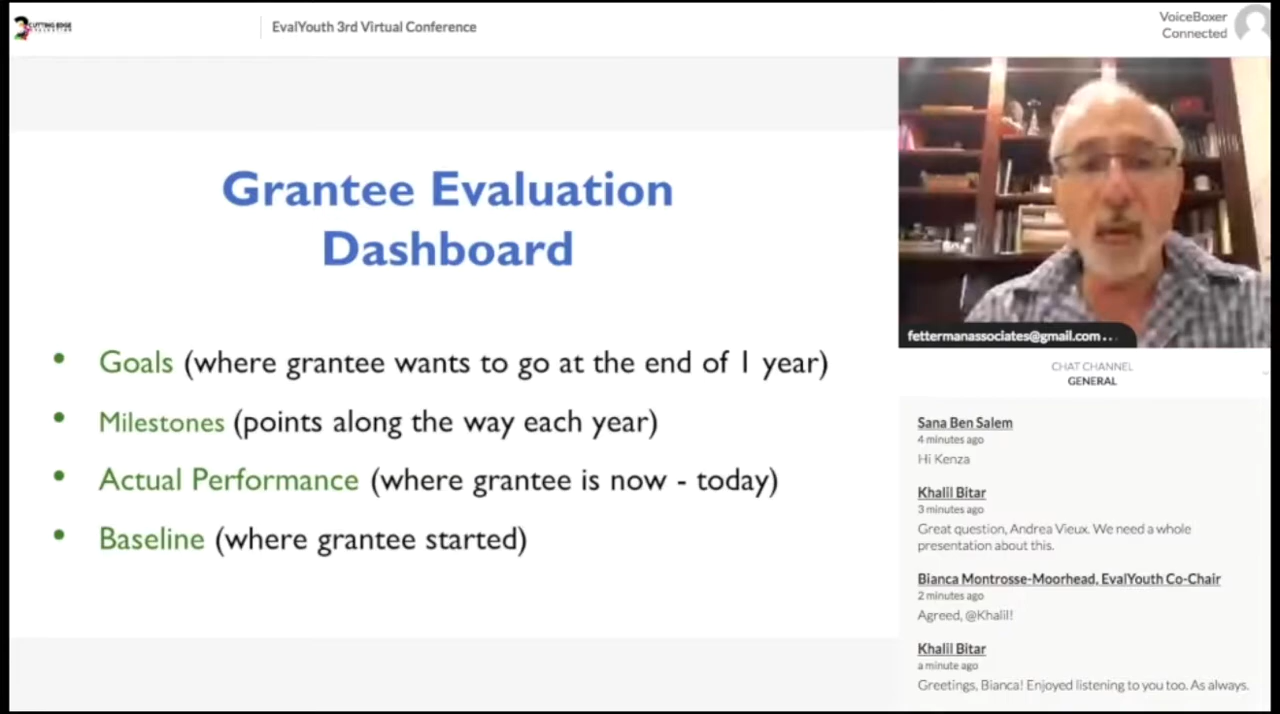 CUTTING EDGE
EvalYouth 3rd Virtual Conference
VoiceBoxer
Connected
Grantee Evaluation
Dashboard
• Goals (where grantee wants to go at the end of 1 year)
• Milestones (points along the way each year)
• Actual Performance (where grantee is now - today)
• Baseline (where grantee started)
fettermanassociates@gmail.com ...
CHAT CHANNEL
GENERAL
Sana Ben Salem
4 minutes ago
Hi Kenza
Khalil Bitar
3 minutes ago
Great question, Andrea Vieux. We need a whole
presentation about this.
Bianca Montrosse-Moorhead, EvalYouth Co-Chair
2 minutes ago
Agreed, @Khalil!
Khalil Bitar
a minute ago
Greetings, Bianca! Enjoyed listening to you too. As always.